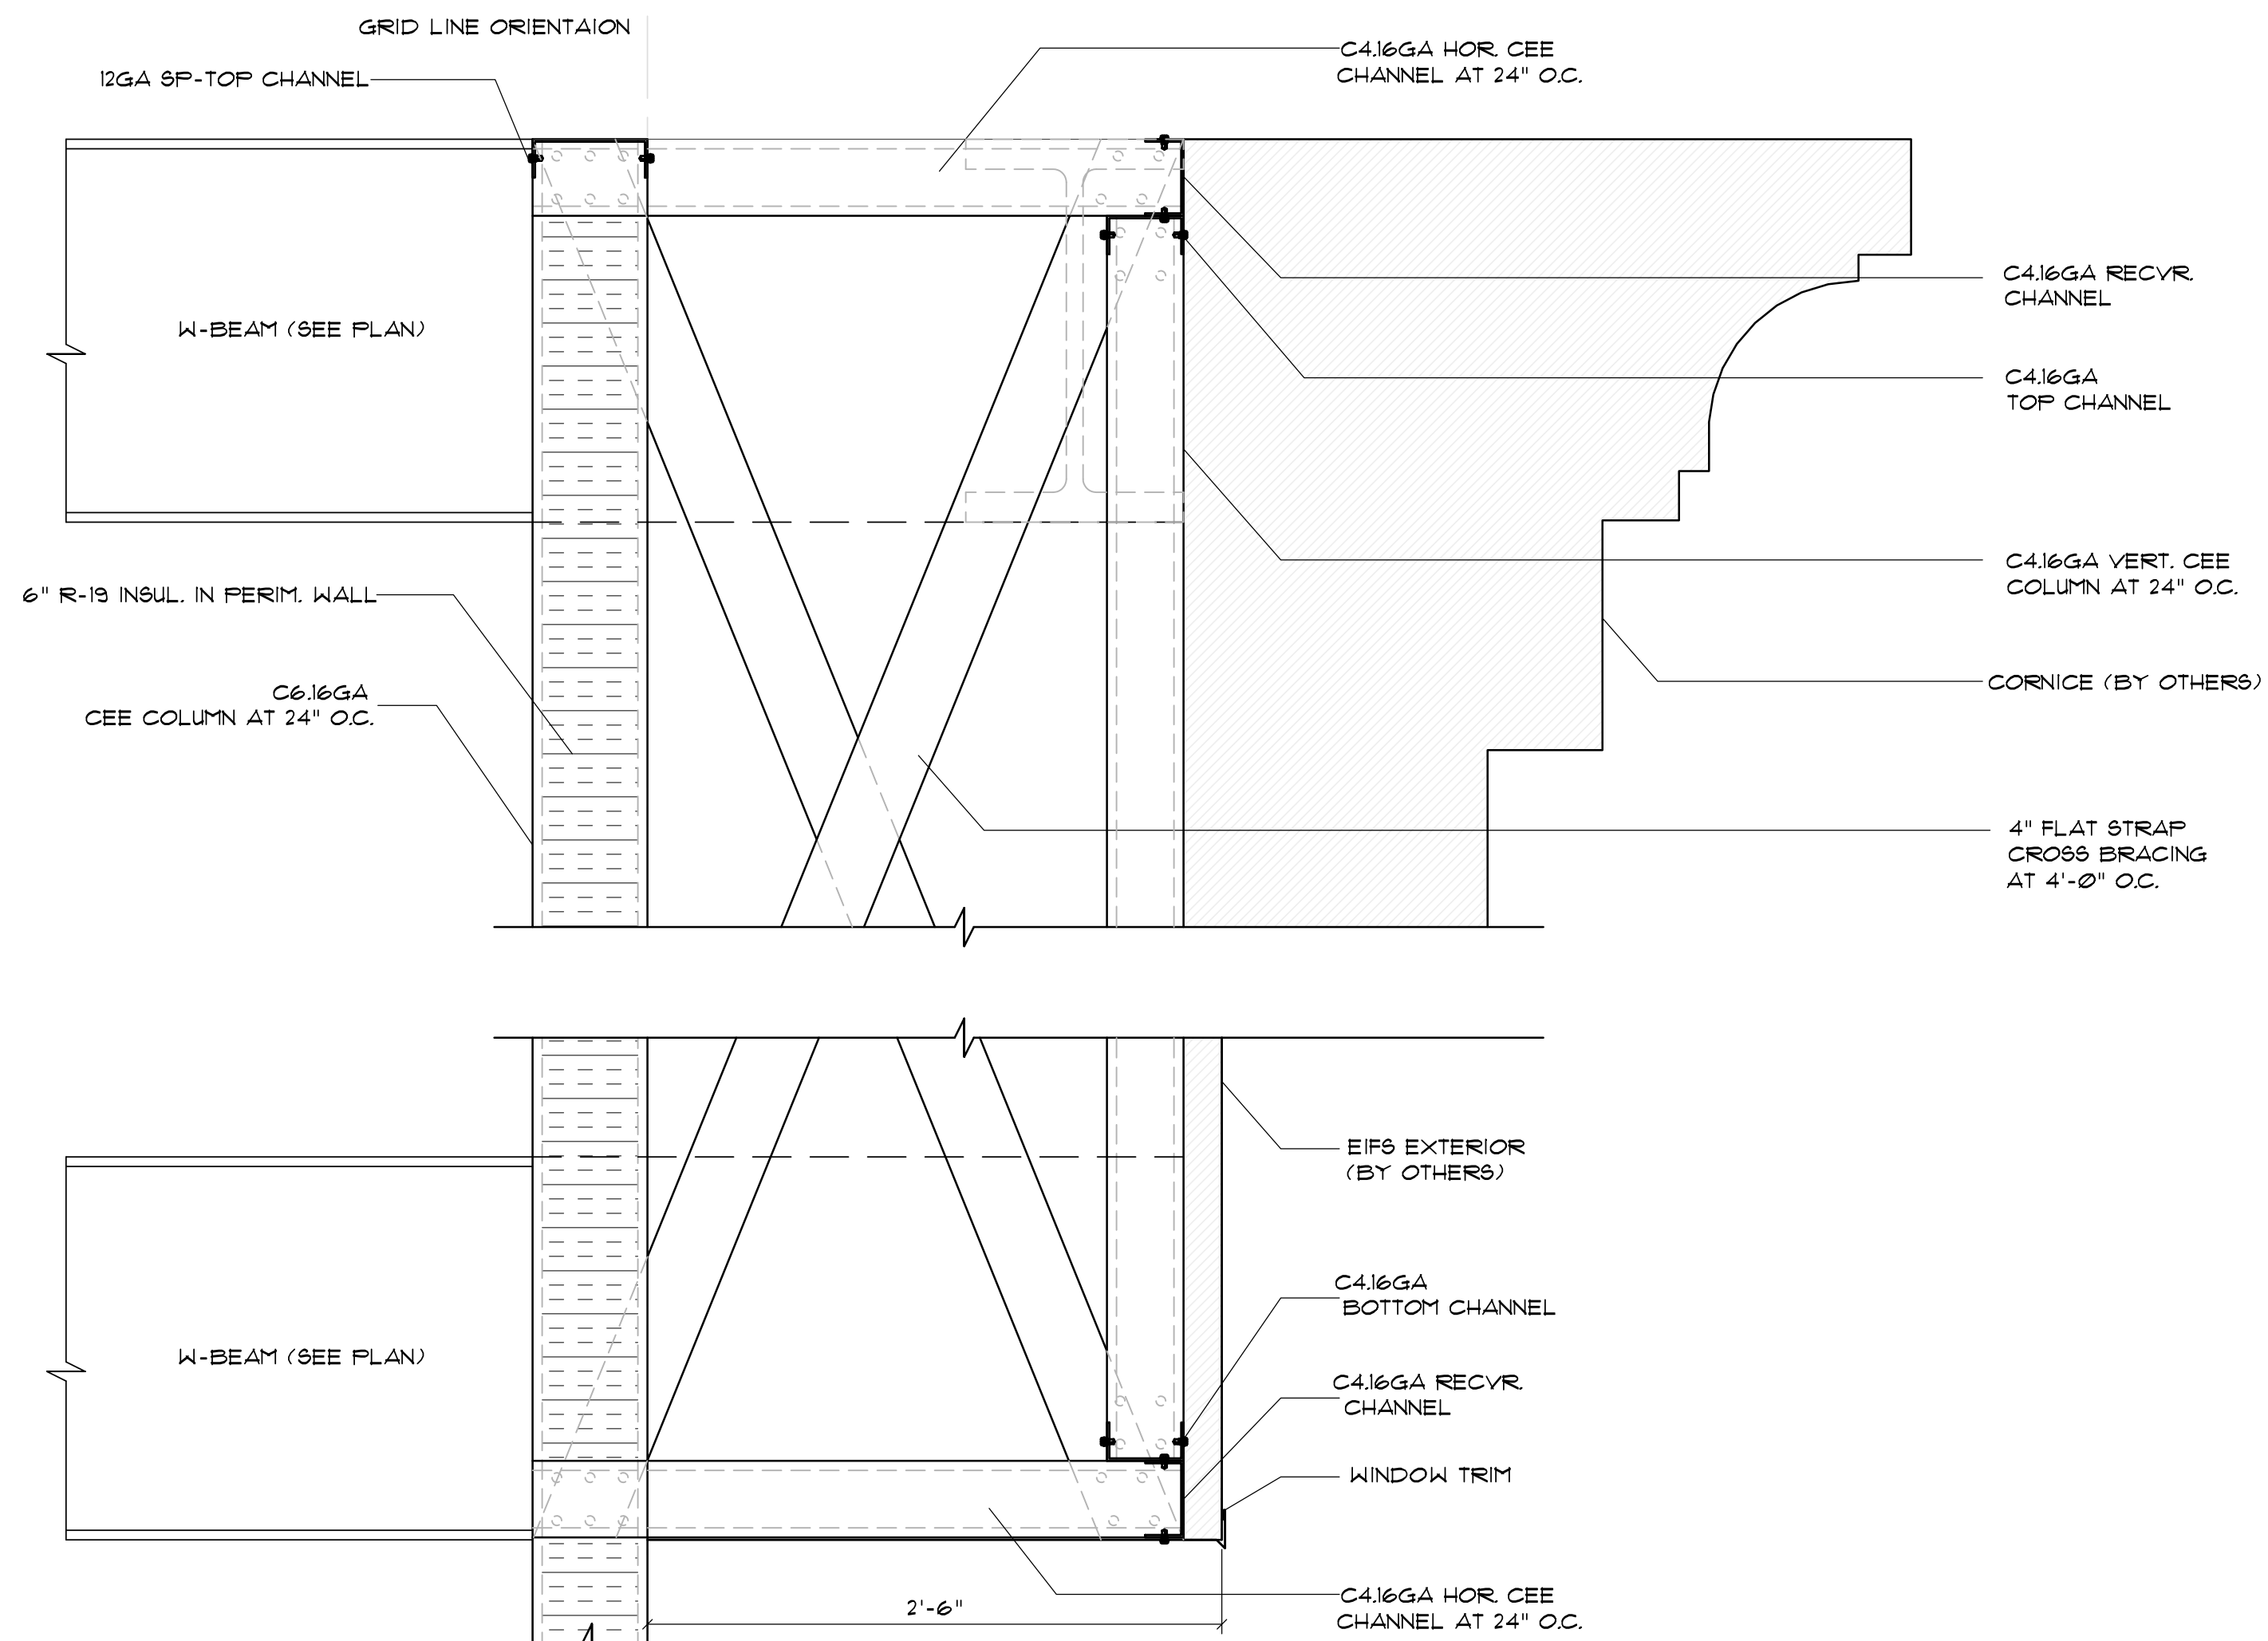 GRID LINE ORIENTAION
12GA SP-TOP CHANNEL
C4.16GA HOR. CEE
CHANNEL AT 24" O.C.
W-BEAM (SEE PLAN)
C4.16GA RECVR.
CHANNEL
C4.16GA
TOP CHANNEL
C4.16GA VERT. CEE
COLUMN AT 24" O.C.
6" R-19 INSUL. IN PERIM. WALL
C6.16GA
CEE COLUMN AT 24" O.C.
CORNICE (BY OTHERS)
4" FLAT STRAP
CROSS BRACING
AT 4'-0" O.C.
EIFS EXTERIOR
(BY OTHERS)
C4.16GA
BOTTOM CHANNEL
W-BEAM (SEE PLAN)
C4.16GA RECVR.
CHANNEL
WINDOW TRIM
C4.16GA HOR. CEE
CHANNEL AT 24" O.C.
2'-6"